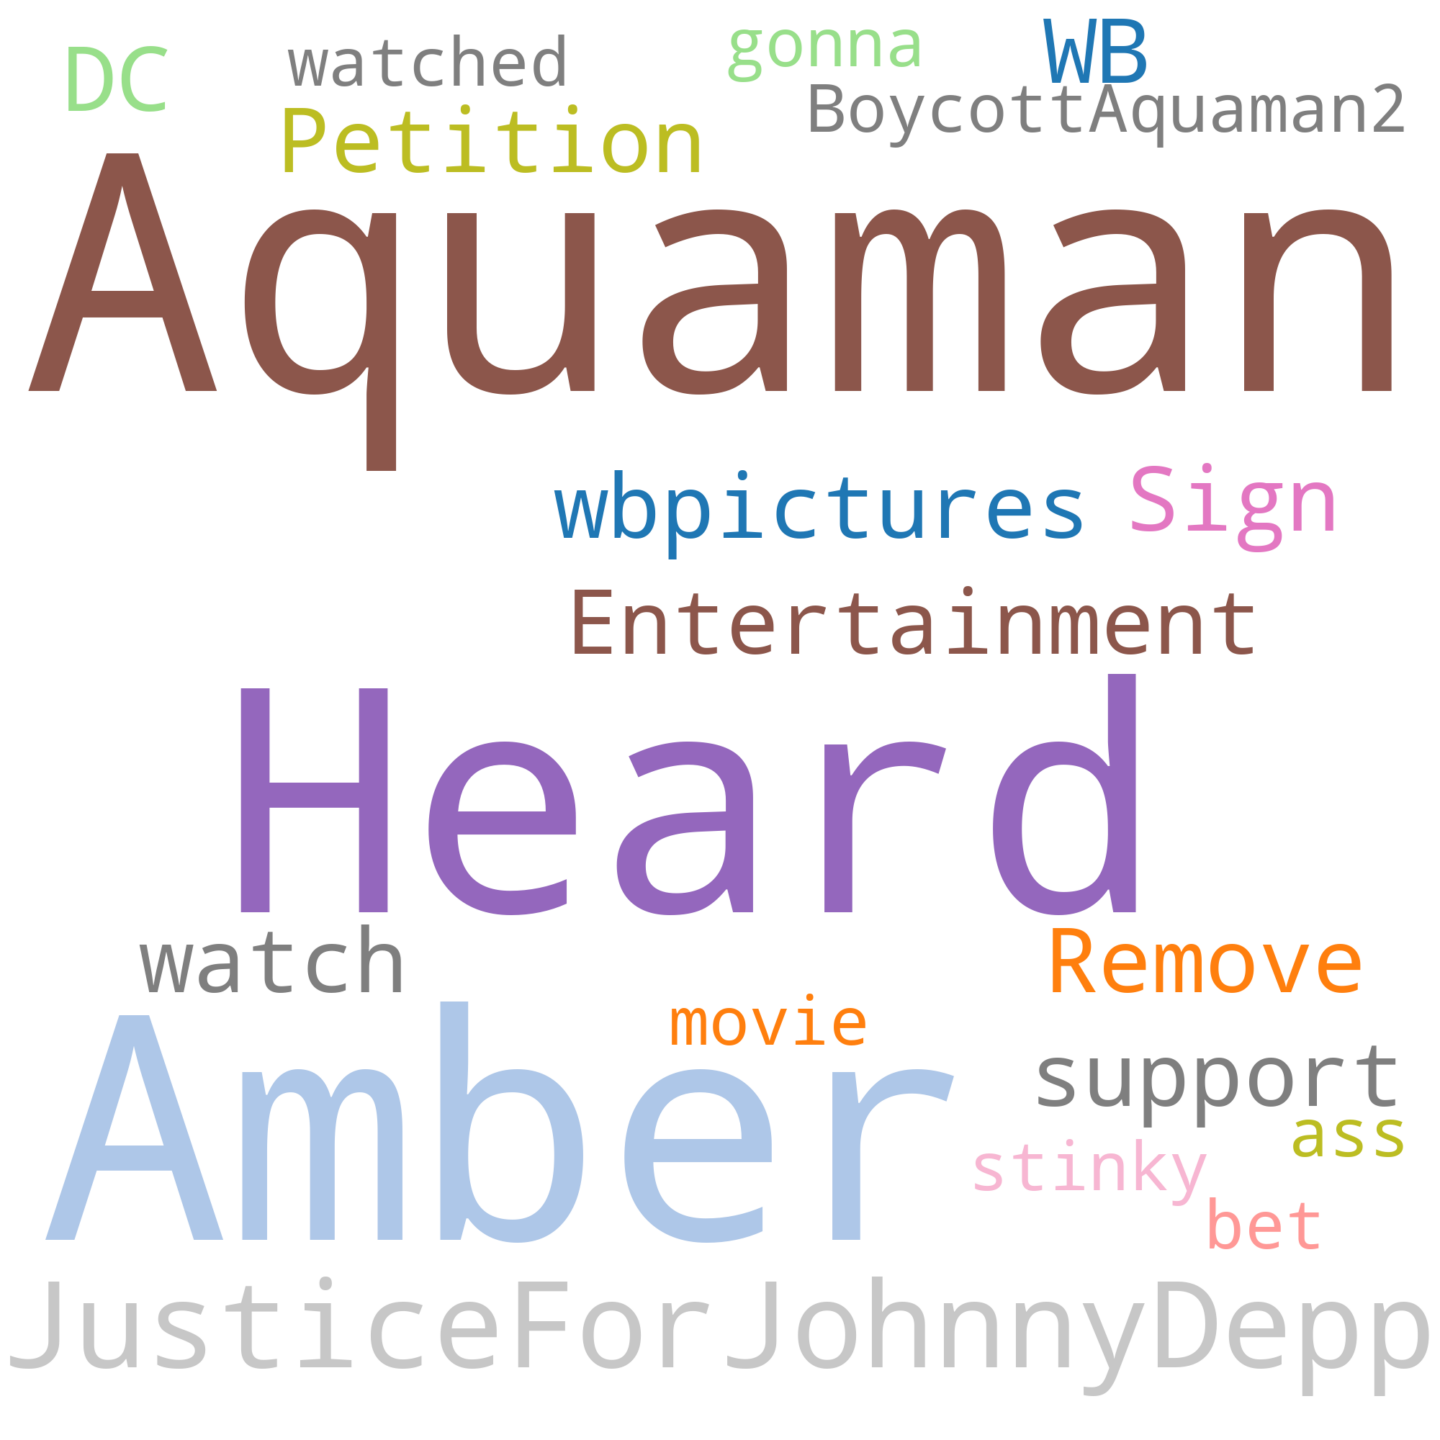 DC watched gonna WB
Petition BoycottAquaman2
Aquaman
wbpictures Sign
Entertainment
Heard
watch Remove
Amber movie support
stinky ass
bet
JusticeForJohnnyDepp